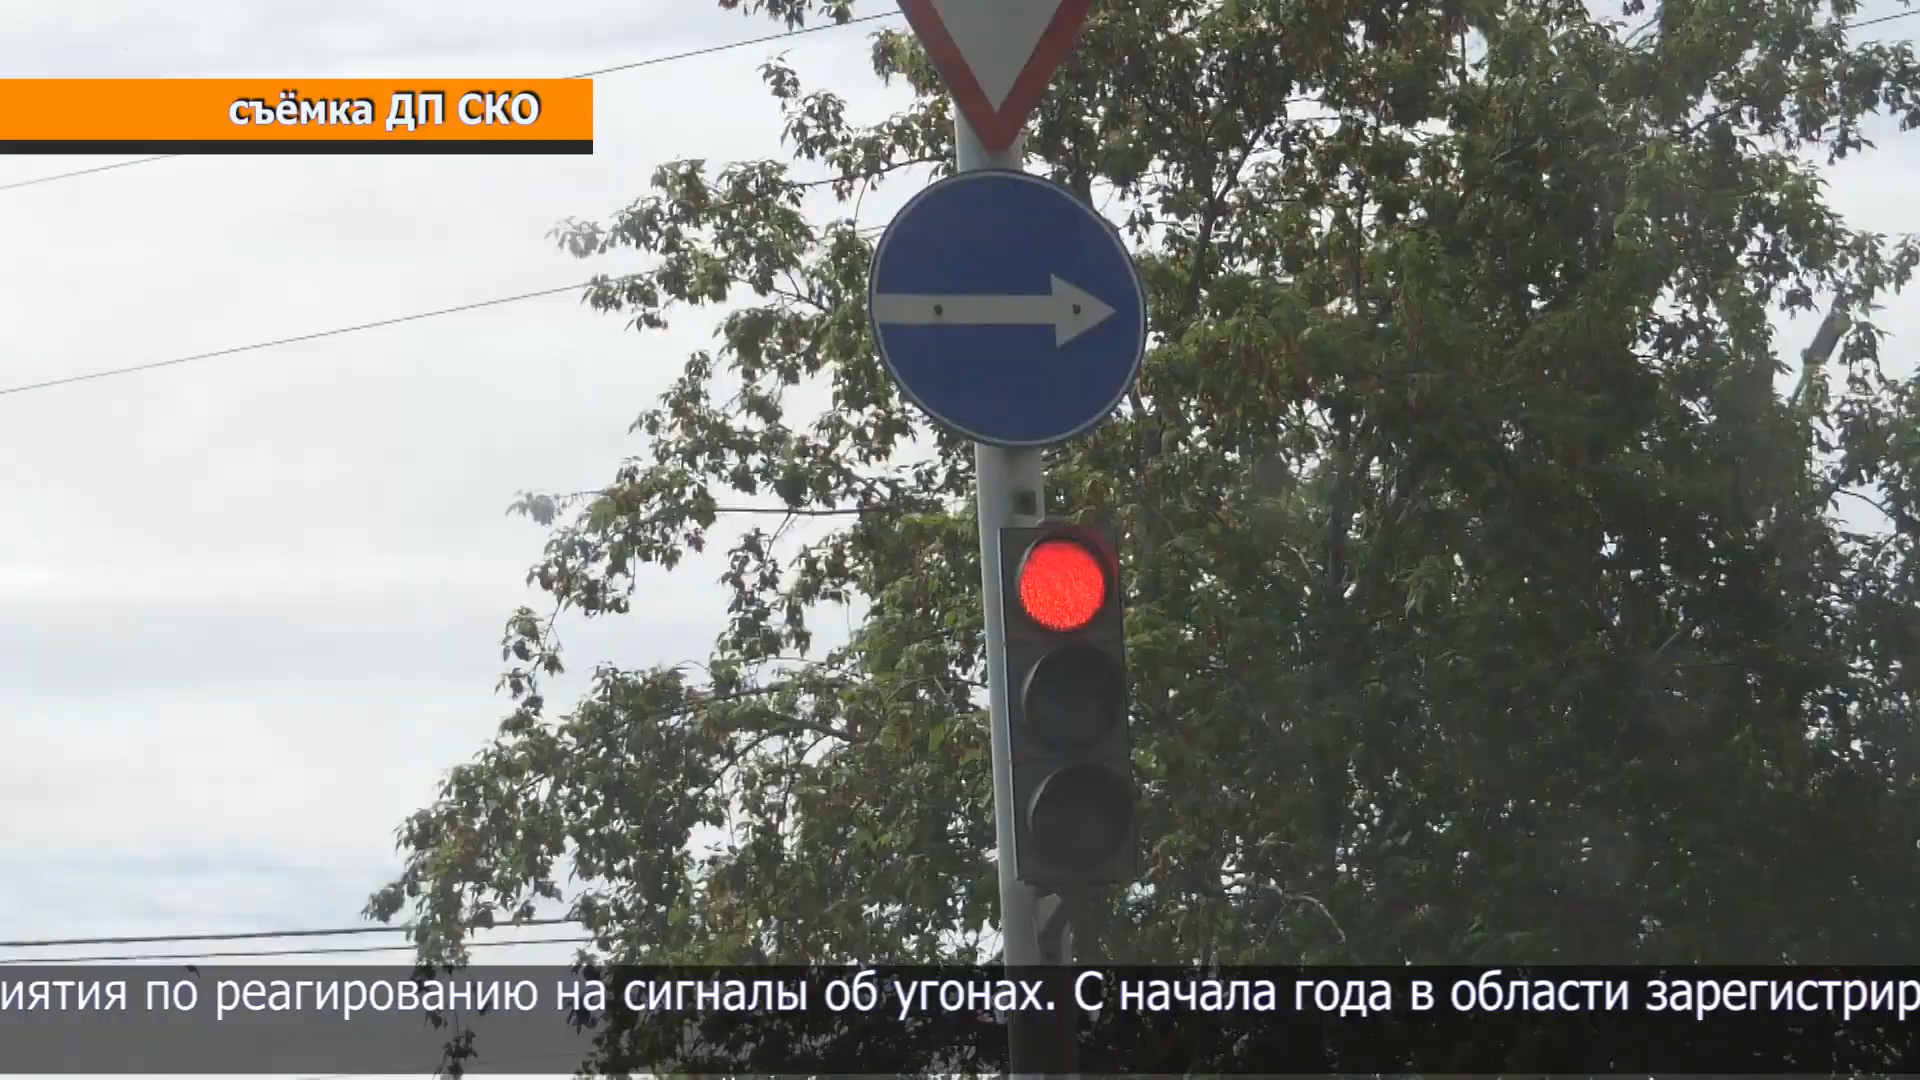 съёмка ДП СКО
иятия по реагированию на сигналы об угонах. С начала года в области зарегистрир